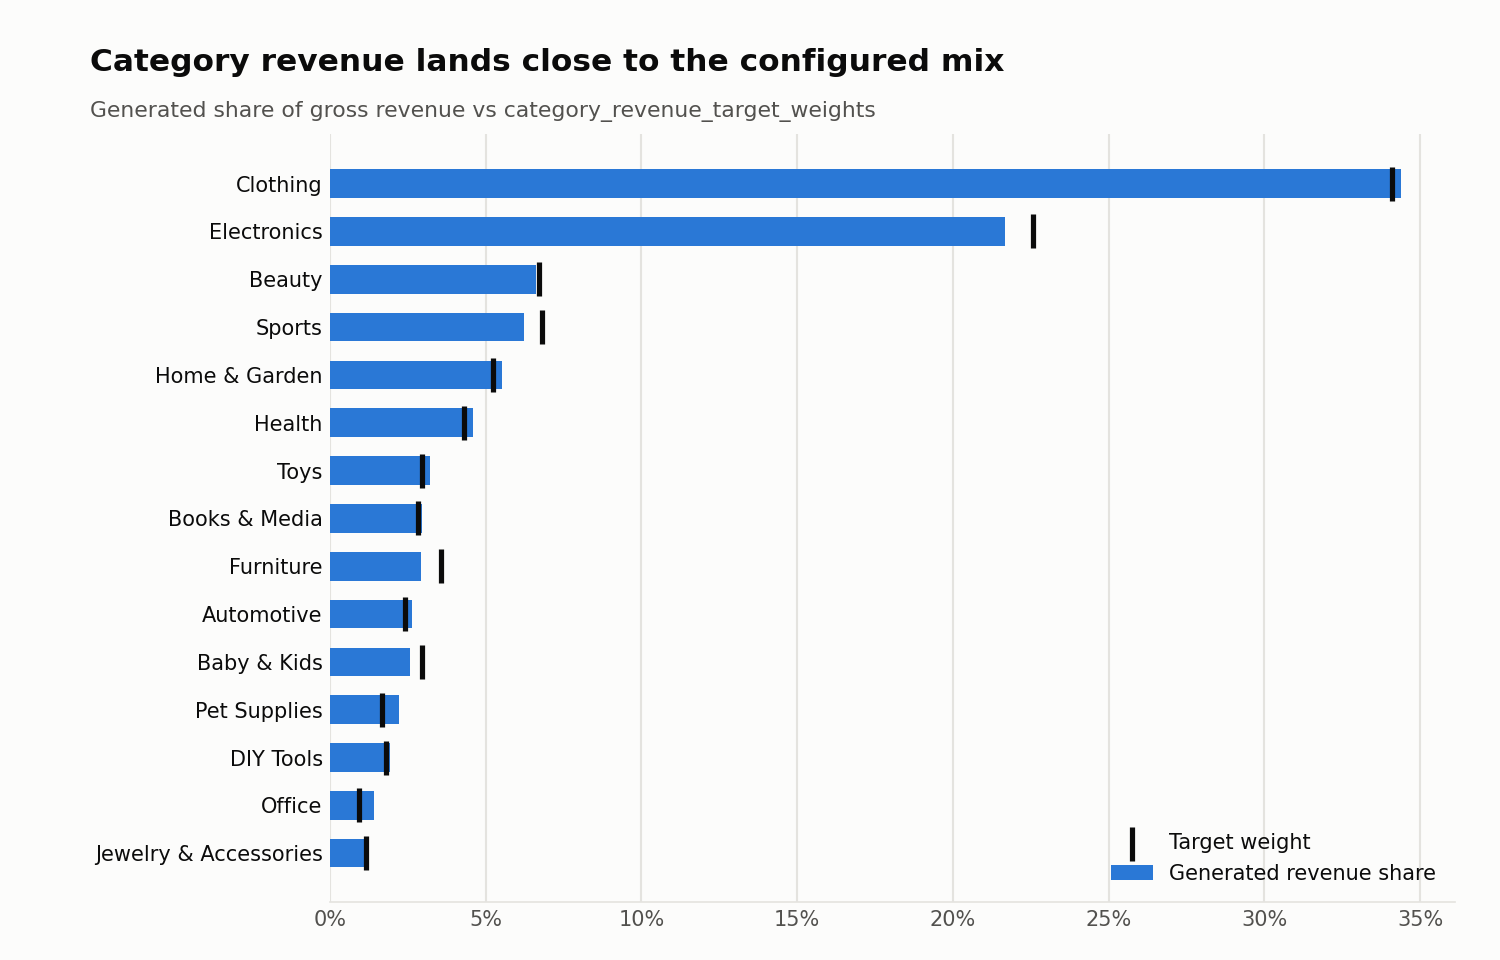 Category revenue lands close to the configured mix
Generated share of gross revenue vs category_revenue_target_weights
Clothing
Electronics
Beauty
Sports
Home & Garden
Health
Toys
Books & Media
Furniture
Automotive
Baby & Kids
Pet Supplies
DIY Tools
Office
Jewelry & Accessories
Target weight
Generated revenue share
0% 5% 10% 15% 20% 25% 30% 35%